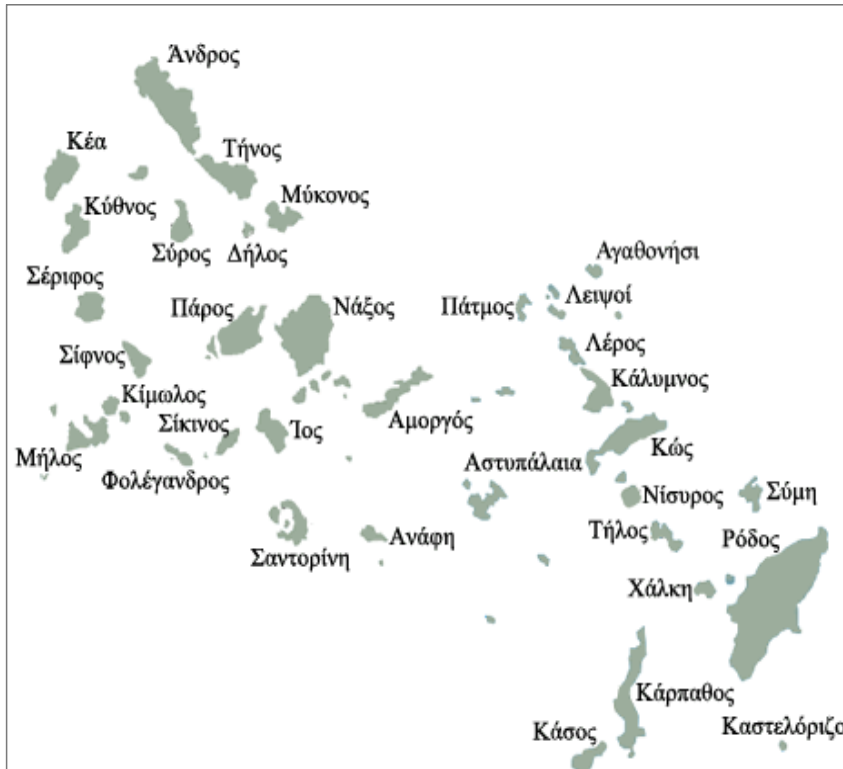 Άνδρος
Κέα
Τήνος
Μύκονος
Κύθνος
Σύρος
Δήλος
Αγαθονήσι
Σέριφος
Πάρος
Νάξος
Πάτμος
Λειψοί
Σίφνος
Λέρος
Κάλυμνος
Κίμωλος
Σίκινος
Ίος
Αμοργός
Μήλος
Κώς
Φολέγανδρος
Αστυπάλαια
Νίσυρος
Σύμη
Σαντορίνη
Ανάφη
Τήλος
Ρόδος
Χάλκη
Κάρπαθος
Κάσος
Καστελόριζο